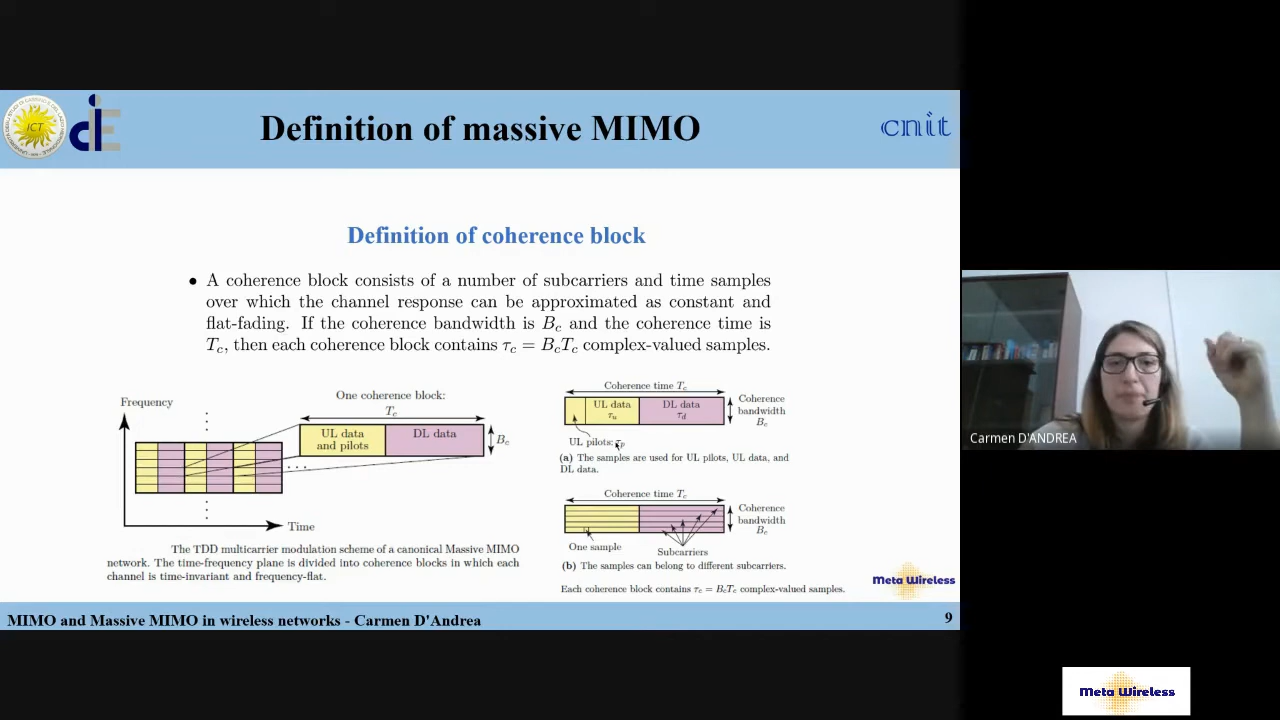 ICT
cnit
Definition of massive MIMO
Definition of coherence block
• A coherence block consists of a number of subcarriers and time samples
over which the channel response can be approximated as constant and
flat-fading. If the coherence bandwidth is B_c and the coherence time is
T_c, then each coherence block contains τ_c = B_cT_c complex-valued samples.
Frequency
One coherence block:
T_c
UL data
and pilots
DL data
B_c
Time
The TDD multicarrier modulation scheme of a canonical Massive MIMO
network. The time-frequency plane is divided into coherence blocks in which each
channel is time-invariant and frequency-flat.
Coherence time T_c
UL data
τ_u
DL data
τ_d
Coherence
bandwidth
B_c
UL pilots: τ_p
(a) The samples are used for UL pilots, UL data, and
DL data.
Coherence time T_c
Coherence
bandwidth
B_c
One sample
Subcarriers
(b) The samples can belong to different subcarriers.
Each coherence block contains τ_c = B_cT_c complex-valued samples.
Meta Wireless
MIMO and Massive MIMO in wireless networks - Carmen D'Andrea
9
Carmen D'ANDREA
Meta Wireless